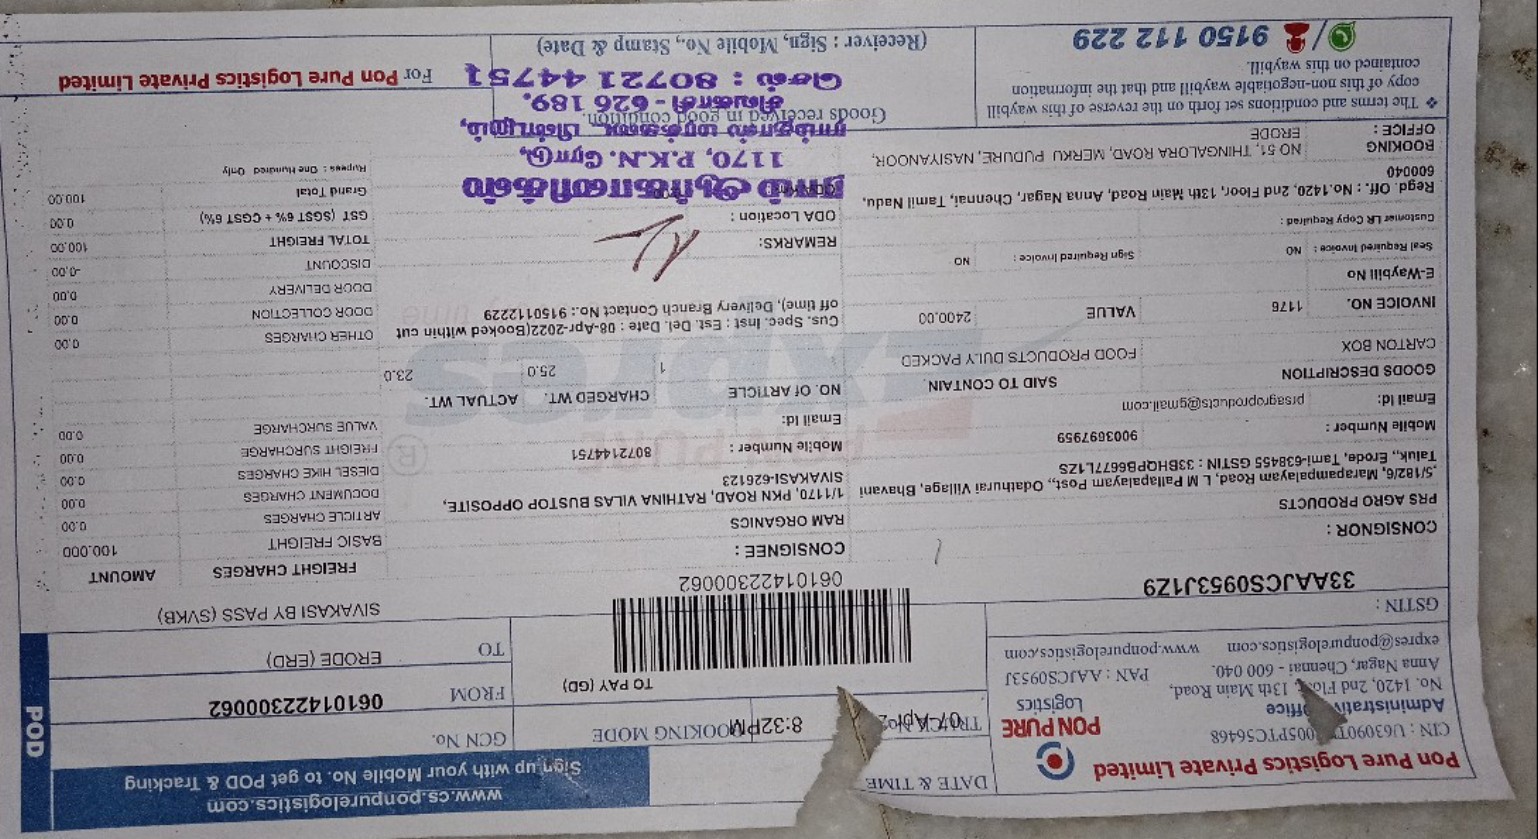 Pon Pure Logistics Private Limited
PON PURE
Logistics
No. 1420, 2nd Floor, 13th Main Road,
Anna Nagar, Chennai - 600 040. PAN : AAJCS0953J
expres@ponpurelogistics.com www.ponpurelogistics.com
GSTIN :
33AAJCS0953J1Z9
DATE & TIME
8:32PM
BOOKING MODE
TO PAY (GD)
0610142230062
www.cs.ponpurelogistics.com
Sign up with your Mobile No. to get POD & Tracking
GCN No.
0610142230062
FROM
ERODE (ERD)
TO
SIVAKASI BY PASS (SVKB)
POD
CONSIGNOR :
PRS AGRO PRODUCTS
.5/182/6, Marapampalayam Road, L M Pallapalayam Post,, Odathurai Village, Bhavani
Taluk,, Erode, Tami-638455 GSTIN : 33BHQPB6677L1ZS
Mobile Number : 9003697959
Email Id: prsagroproducts@gmail.com
CONSIGNEE :
RAM ORGANICS
1/1170, PKN ROAD, RATHINA VILAS BUSTOP OPPOSITE,
SIVAKASI-626123
Mobile Number : 8072144751
Email Id:
GOODS DESCRIPTION SAID TO CONTAIN.
CARTON BOX FOOD PRODUCTS DULY PACKED
NO. Of ARTICLE CHARGED WT. ACTUAL WT.
1 25.0 23.0
INVOICE NO. 1176 VALUE 2400.00
E-Waybill No
Seal Required Invoice : NO Sign Required Invoice : NO
Customer LR Copy Required :
Cus. Spec. Inst : Est. Del. Date : 08-Apr-2022(Booked within cut
off time), Delivery Branch Contact No.: 9150112229
REMARKS:
ODA Location :
FREIGHT CHARGES AMOUNT
BASIC FREIGHT 100.000
ARTICLE CHARGES 0.00
DOCUMENT CHARGES 0.00
DIESEL HIKE CHARGES 0.00
FREIGHT SURCHARGE 0.00
VALUE SURCHARGE 0.00
OTHER CHARGES 0.00
DOOR COLLECTION 0.00
DOOR DELIVERY 0.00
DISCOUNT -0.00
TOTAL FREIGHT 100.00
GST (SGST 6% + CGST 6%) 0.00
Grand Total 100.00
Rupees : One Hundred Only
Regd. Off. : No.1420, 2nd Floor, 13th Main Road, Anna Nagar, Chennai, Tamil Nadu,
600040
BOOKING OFFICE : NO 51, THINGALORA ROAD, MERKU PUDURE, NASIYANOOR,
ERODE
ராம் ஆர்கானிக்ஸ்
1170, P.K.N. ரோடு,
சிவகாசி - 626 189.
செல் : 80721 44751
Goods received in good condition.
(Receiver : Sign, Mobile No., Stamp & Date)
For Pon Pure Logistics Private Limited
❖ The terms and conditions set forth on the reverse of this waybill
copy of this non-negotiable waybill and that the information
contained on this waybill.
9150 112 229